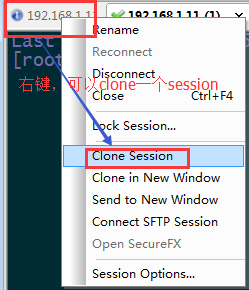 192.168.1.11
192.168.1.11 (1)
Last
[root
Rename
Reconnect
Disconnect
右键，可以clone一个session
Close Ctrl+F4
Lock Session...
Clone Session
Clone in New Window
Send to New Window
Connect SFTP Session
Open SecureFX
Session Options...